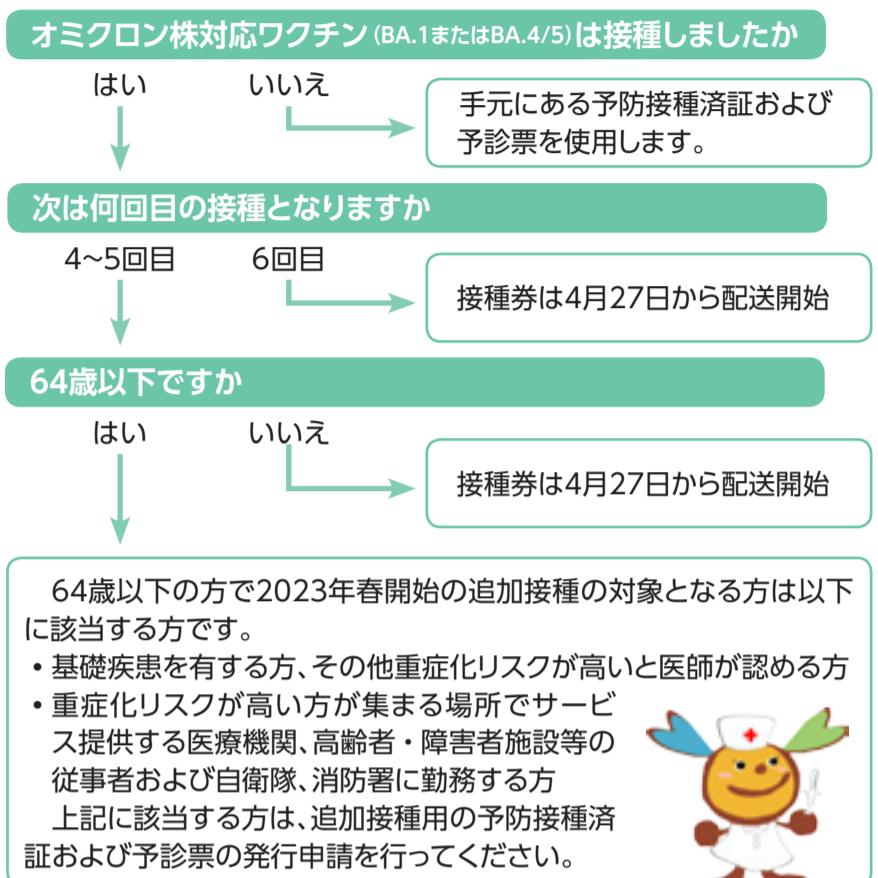 オミクロン株対応ワクチン(BA.1またはBA.4/5)は接種しましたか
はい
いいえ
手元にある予防接種済証および
予診票を使用します。
次は何回目の接種となりますか
4~5回目
6回目
接種券は4月27日から配送開始
64歳以下ですか
はい
いいえ
接種券は4月27日から配送開始
64歳以下の方で2023年春開始の追加接種の対象となる方は以下
に該当する方です。
•基礎疾患を有する方、その他重症化リスクが高いと医師が認める方
•重症化リスクが高い方が集まる場所でサービ
ス提供する医療機関、高齢者・障害者施設等の
従事者および自衛隊、消防署に勤務する方
上記に該当する方は、追加接種用の予防接種済
証および予診票の発行申請を行ってください。